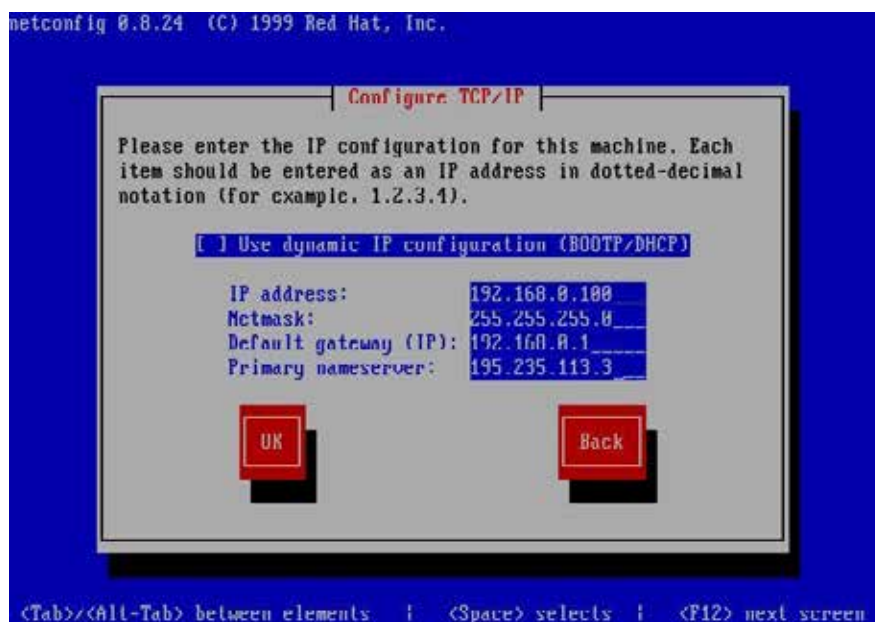 netconfig 0.8.24 (C) 1999 Red Hat, Inc.
Configure TCP/IP
Please enter the IP configuration for this machine. Each
item should be entered as an IP address in dotted-decimal
notation (for example, 1.2.3.4).
[ ] Use dynamic IP configuration (BOOTP/DHCP)
IP address: 192.168.0.100__
Netmask: 255.255.255.0___
Default gateway (IP): 192.168.0.1_____
Primary nameserver: 195.235.113.3___
OK Back
<Tab>/<Alt-Tab> between elements | <Space> selects | <F12> next screen